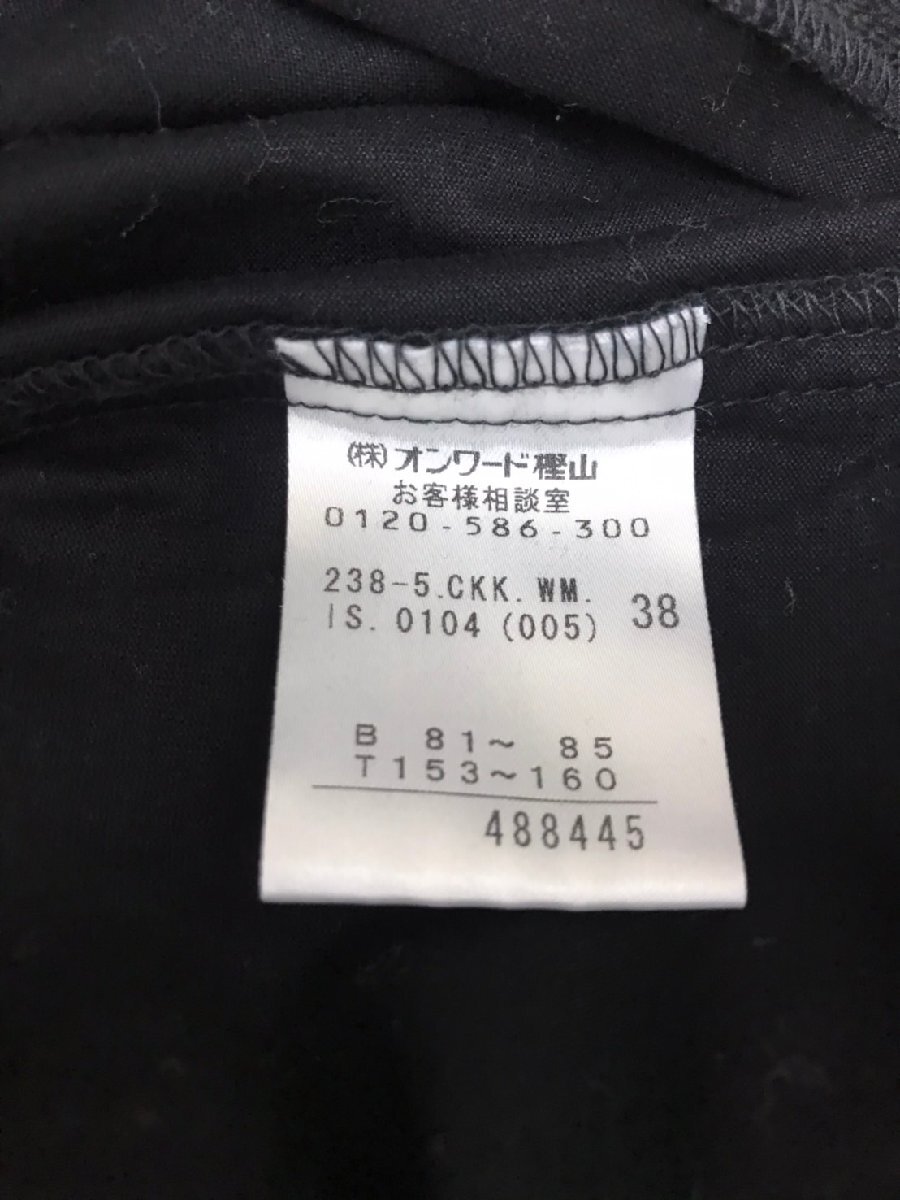 (株)オンワード樫山
お客様相談室
0120-586-300
238-5.CKK.WM.
IS.0104(005) 38
B 81~ 85
T153~160
488445